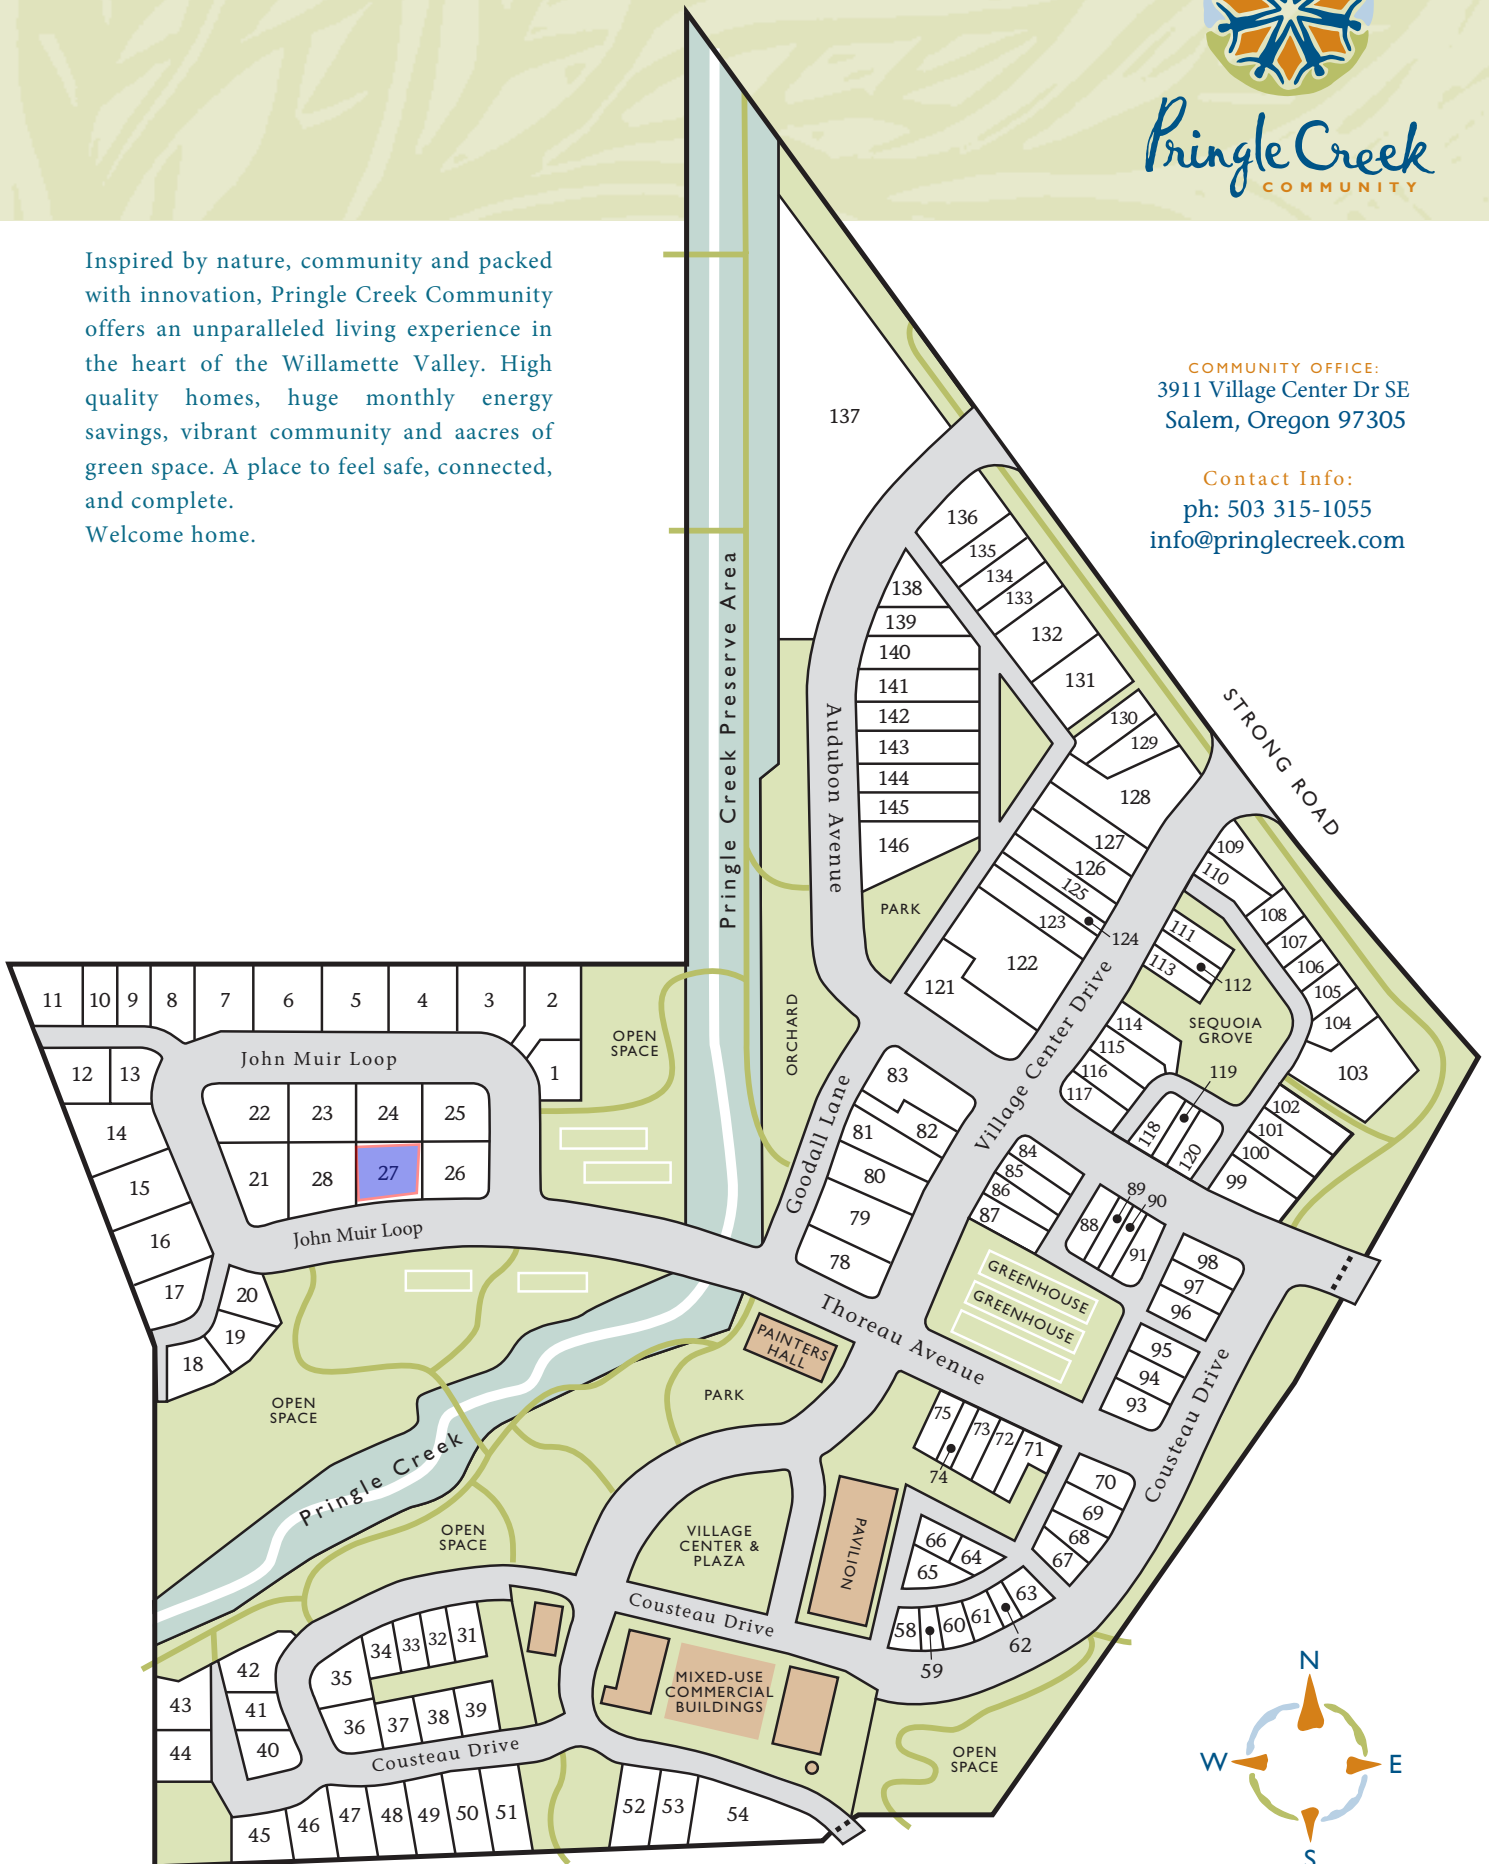 Pringle Creek
COMMUNITY
Inspired by nature, community and packed
with innovation, Pringle Creek Community
offers an unparalleled living experience in
the heart of the Willamette Valley. High
quality homes, huge monthly energy
savings, vibrant community and aacres of
green space. A place to feel safe, connected,
and complete.
Welcome home.
COMMUNITY OFFICE:
3911 Village Center Dr SE
Salem, Oregon 97305
Contact Info:
ph: 503 315-1055
info@pringlecreek.com
137
136
135
134
133
132
131
130
129
128
127
126
125
123
124
122
121
138
139
140
141
142
143
144
145
146
PARK
Audubon Avenue
Pringle Creek Preserve Area
ORCHARD
STRONG ROAD
109
110
108
107
106
105
104
103
111
113
112
SEQUOIA
GROVE
114
115
116
117
119
118
120
102
101
100
99
Village Center Drive
Goodall Lane
83
82
81
80
79
78
84
85
86
87
89
90
88
91
98
97
96
95
94
93
GREENHOUSE
GREENHOUSE
11
10
9
8
7
6
5
4
3
2
1
OPEN
SPACE
John Muir Loop
12
13
14
15
16
17
22
23
24
25
21
28
27
26
John Muir Loop
20
19
18
OPEN
SPACE
Thoreau Avenue
PAINTERS
HALL
PARK
Pringle Creek
OPEN
SPACE
75
73
72
71
74
70
69
68
67
Cousteau Drive
PAVILION
66
64
65
63
58
60
61
62
59
VILLAGE
CENTER &
PLAZA
Cousteau Drive
MIXED-USE
COMMERCIAL
BUILDINGS
34
33
32
31
35
36
37
38
39
42
41
40
43
44
Cousteau Drive
45
46
47
48
49
50
51
52
53
54
OPEN
SPACE
N
W
E
S